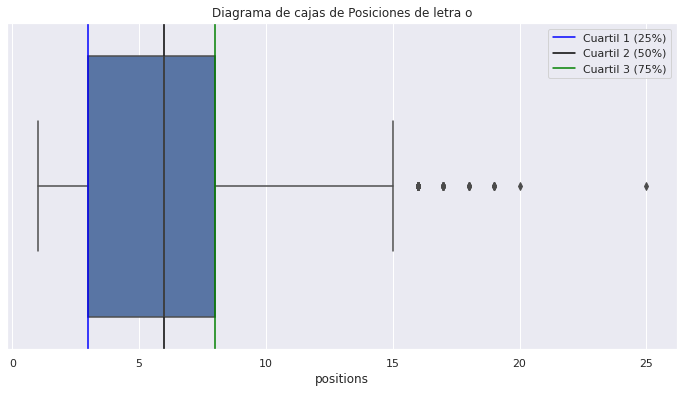 Diagrama de cajas de Posiciones de letra o
Cuartil 1 (25%)
Cuartil 2 (50%)
Cuartil 3 (75%)
0 5 10 15 20 25
positions